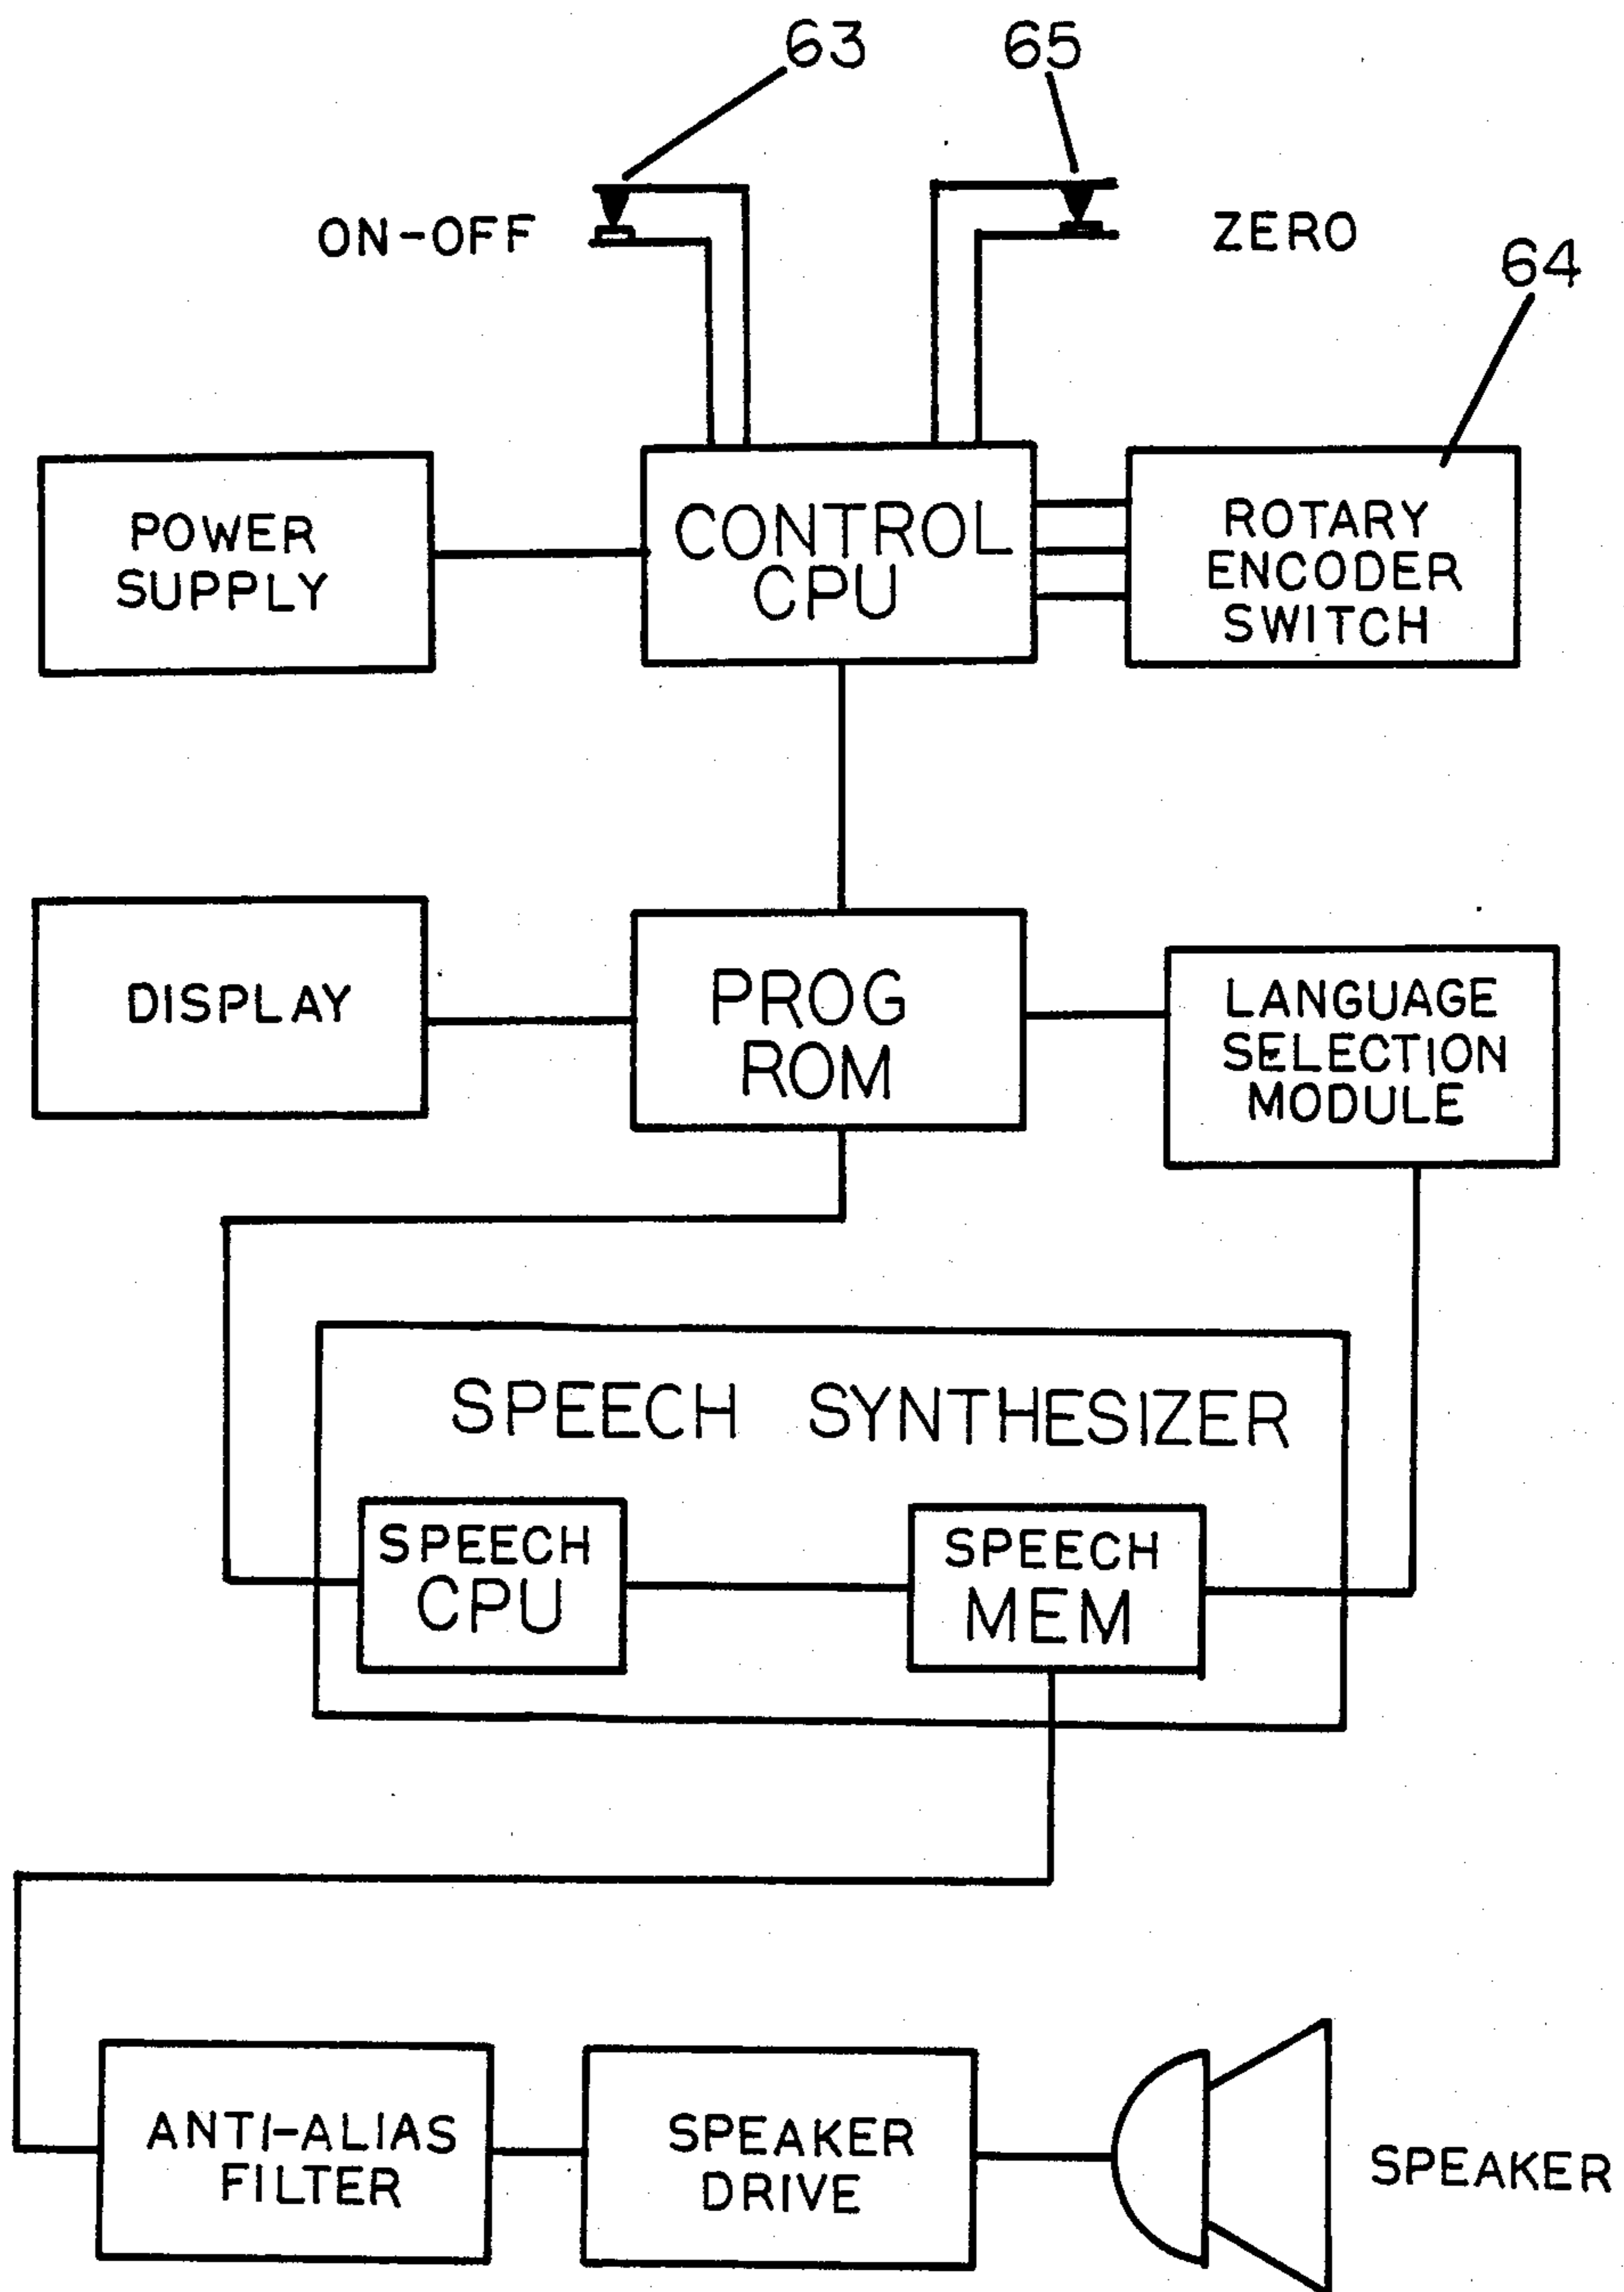 63
65
ON-OFF
ZERO
64
POWER
SUPPLY
CONTROL
CPU
ROTARY
ENCODER
SWITCH
DISPLAY
PROG
ROM
LANGUAGE
SELECTION
MODULE
SPEECH SYNTHESIZER
SPEECH
CPU
SPEECH
MEM
ANTI-ALIAS
FILTER
SPEAKER
DRIVE
SPEAKER